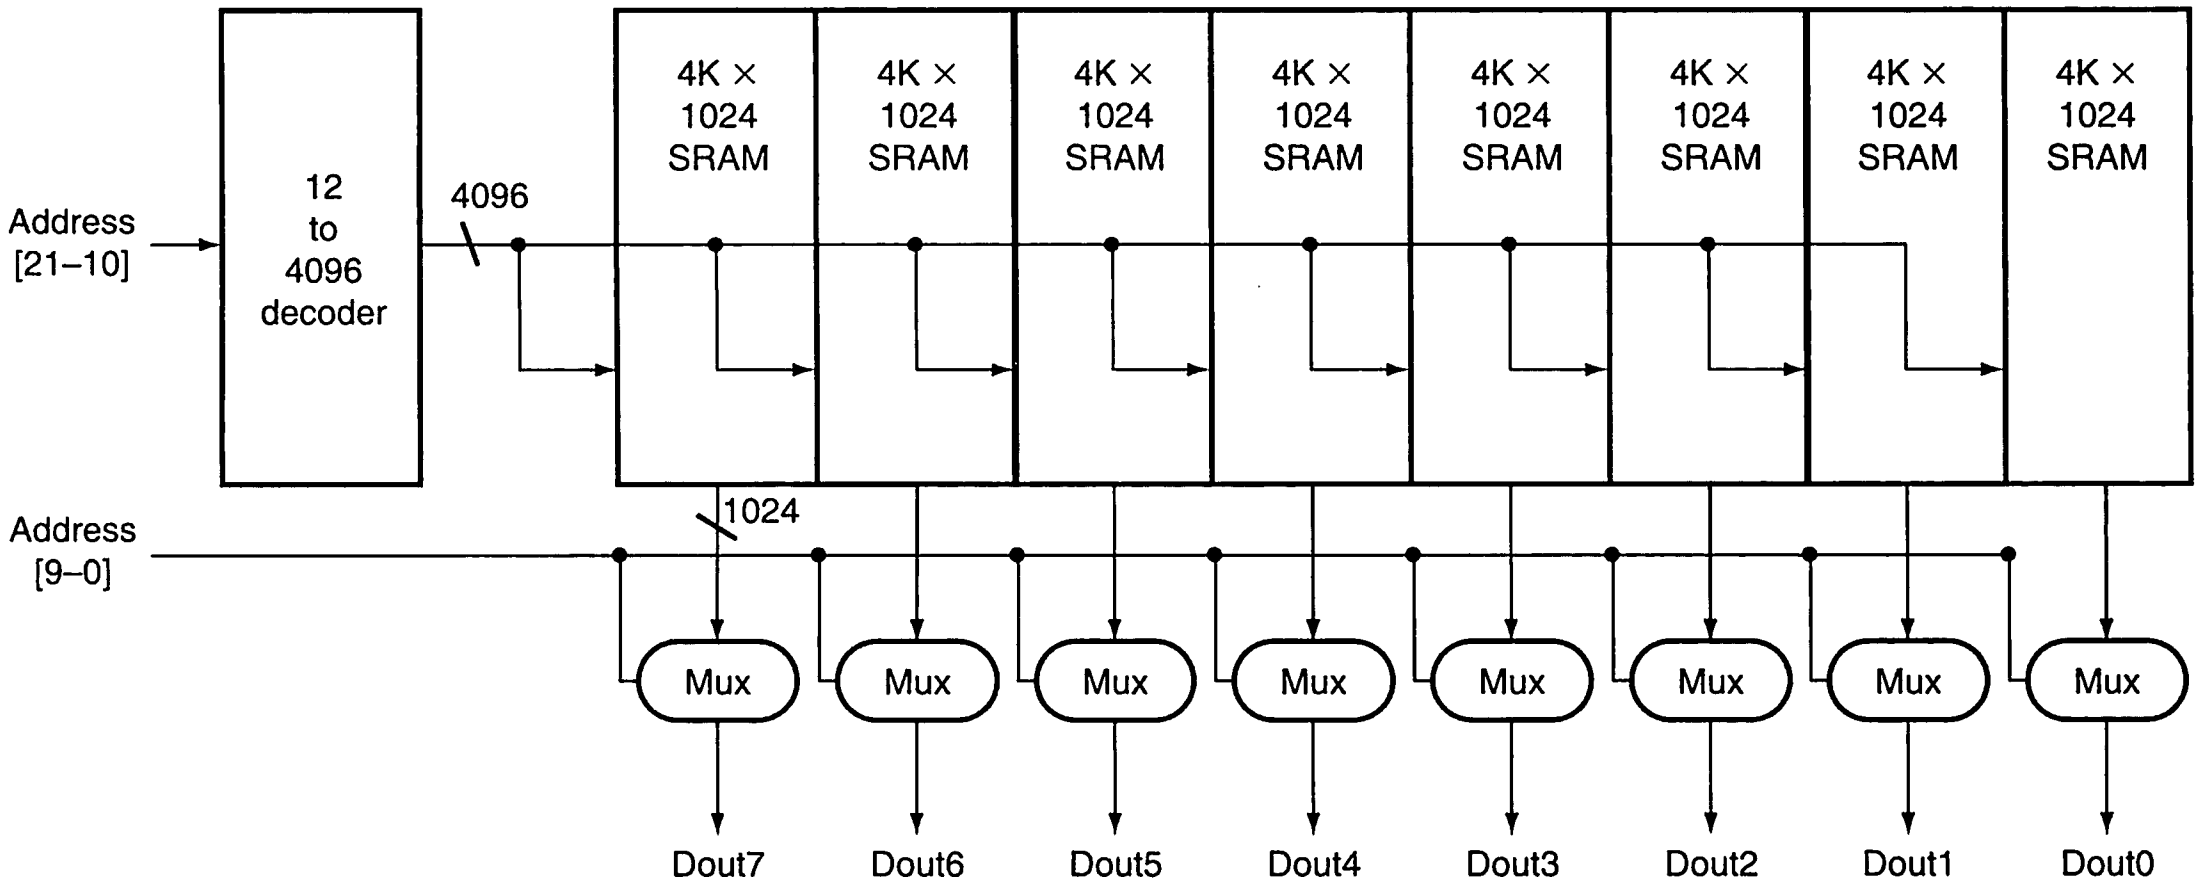 4K ×
1024
SRAM
4K ×
1024
SRAM
4K ×
1024
SRAM
4K ×
1024
SRAM
4K ×
1024
SRAM
4K ×
1024
SRAM
4K ×
1024
SRAM
4K ×
1024
SRAM
12
to
4096
decoder
4096
Address
[21–10]
1024
Address
[9–0]
Mux
Mux
Mux
Mux
Mux
Mux
Mux
Mux
Dout7
Dout6
Dout5
Dout4
Dout3
Dout2
Dout1
Dout0